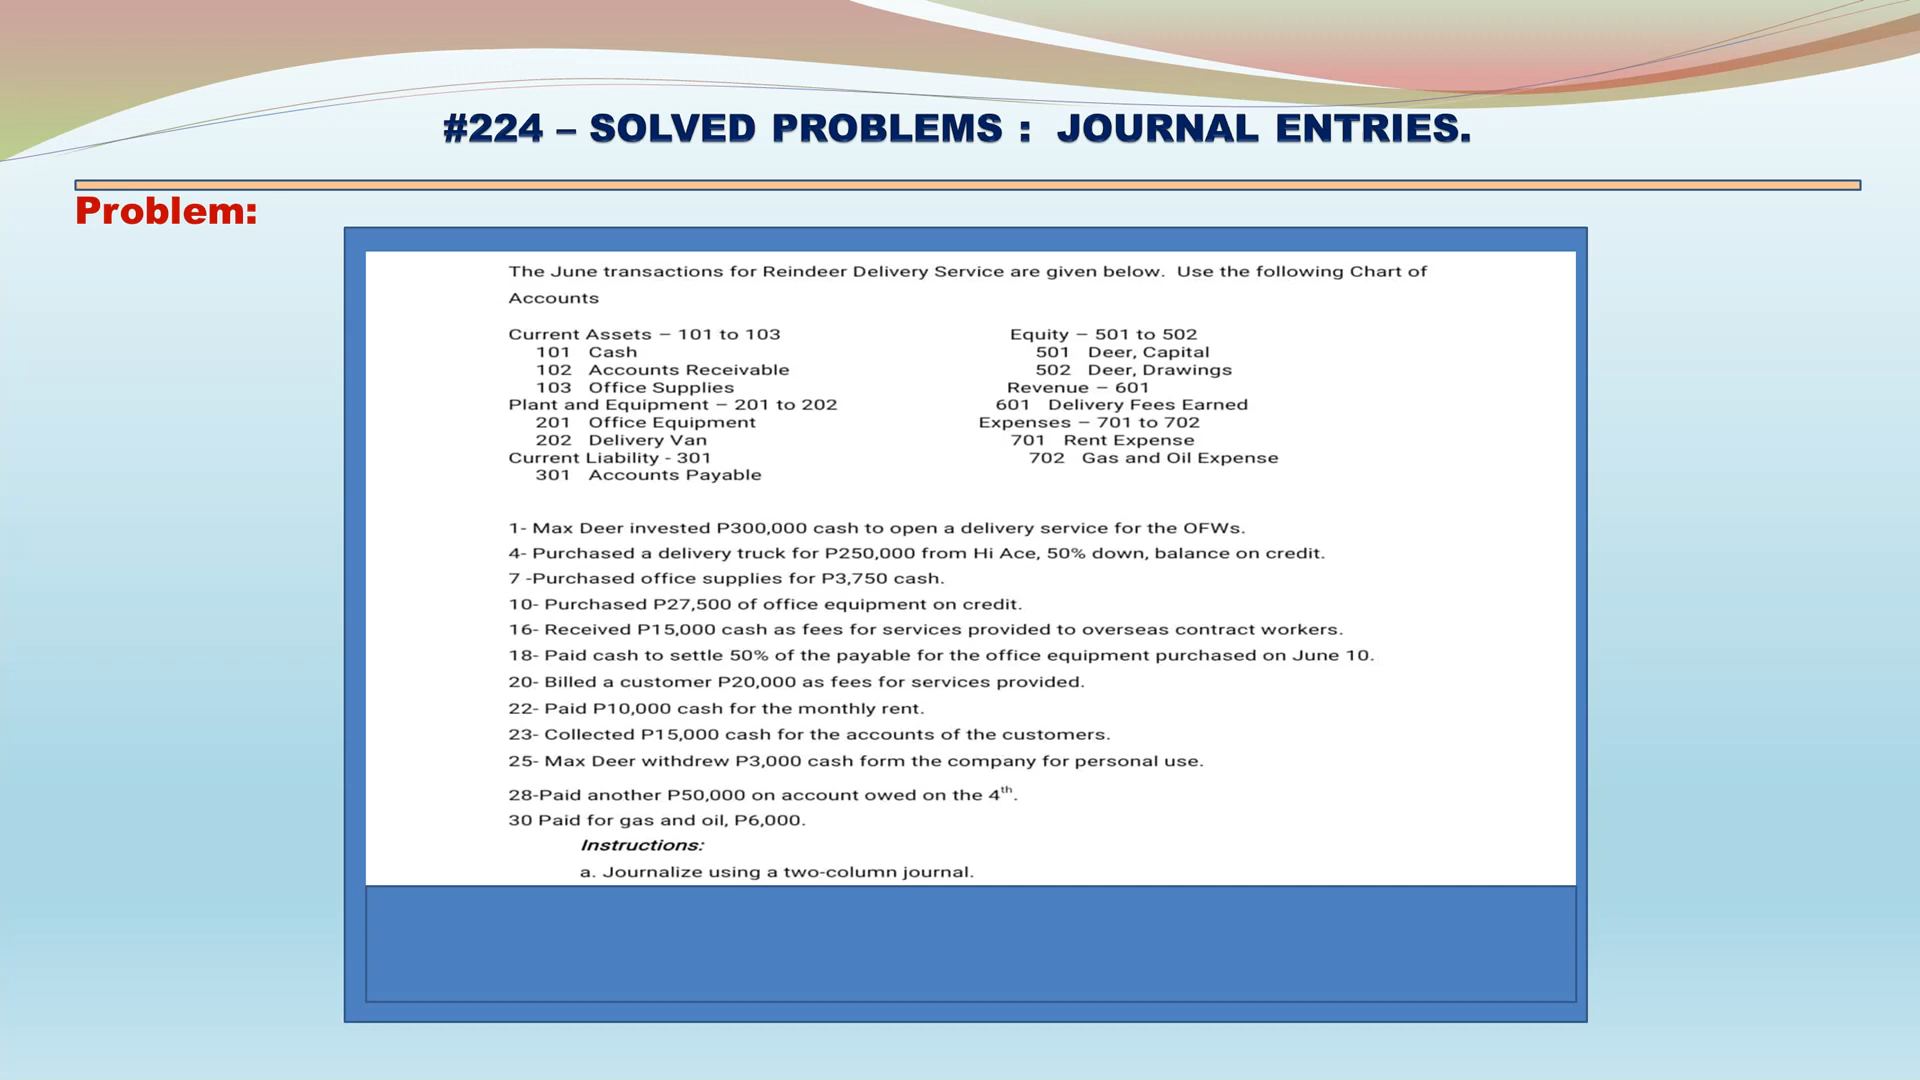 #224 – SOLVED PROBLEMS :  JOURNAL ENTRIES.
Problem:
The June transactions for Reindeer Delivery Service are given below.  Use the following Chart of
Accounts
Current Assets – 101 to 103
101  Cash
102  Accounts Receivable
103  Office Supplies
Plant and Equipment – 201 to 202
201  Office Equipment
202  Delivery Van
Current Liability - 301
301  Accounts Payable
Equity – 501 to 502
501  Deer, Capital
502  Deer, Drawings
Revenue – 601
601  Delivery Fees Earned
Expenses – 701 to 702
701  Rent Expense
702  Gas and Oil Expense
1- Max Deer invested P300,000 cash to open a delivery service for the OFWs.
4- Purchased a delivery truck for P250,000 from Hi Ace, 50% down, balance on credit.
7 -Purchased office supplies for P3,750 cash.
10- Purchased P27,500 of office equipment on credit.
16- Received P15,000 cash as fees for services provided to overseas contract workers.
18- Paid cash to settle 50% of the payable for the office equipment purchased on June 10.
20- Billed a customer P20,000 as fees for services provided.
22- Paid P10,000 cash for the monthly rent.
23- Collected P15,000 cash for the accounts of the customers.
25- Max Deer withdrew P3,000 cash form the company for personal use.
28-Paid another P50,000 on account owed on the 4th.
30 Paid for gas and oil, P6,000.
Instructions:
a. Journalize using a two-column journal.